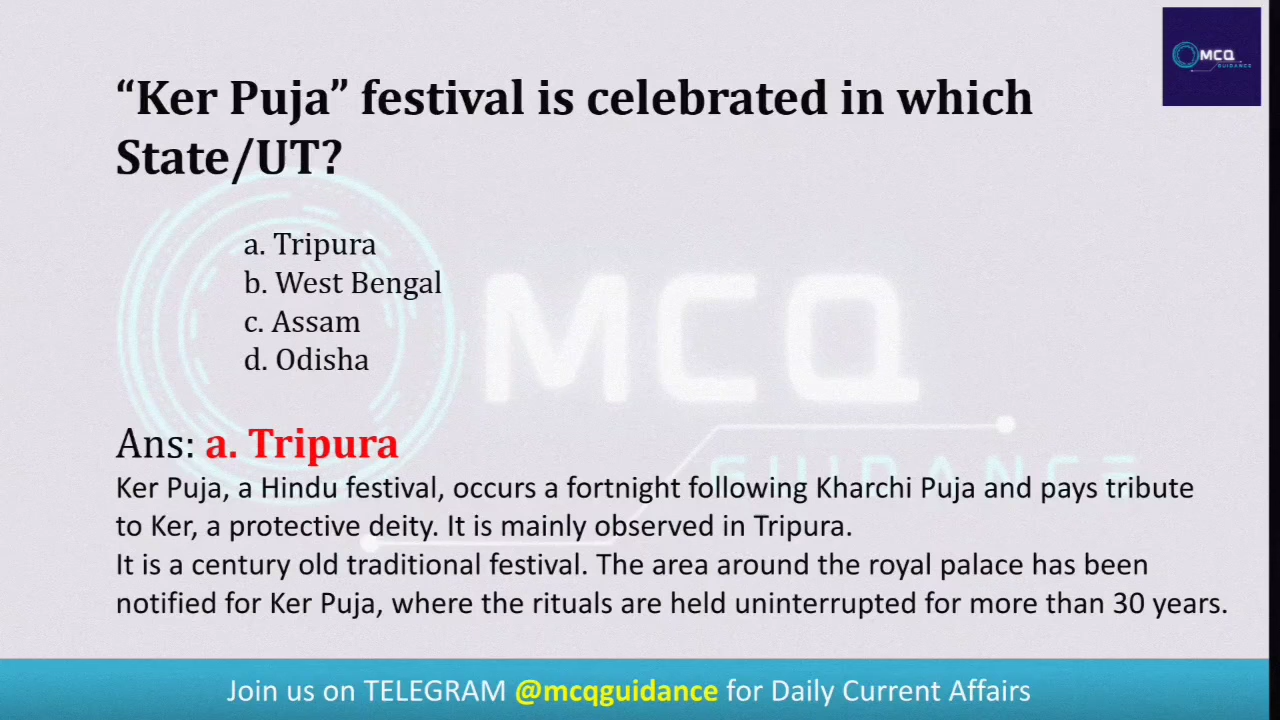 MCQ
GUIDANCE
“Ker Puja” festival is celebrated in which
State/UT?
a. Tripura
b. West Bengal
c. Assam
d. Odisha
MCQ
GUIDANCE
Ans: a. Tripura
Ker Puja, a Hindu festival, occurs a fortnight following Kharchi Puja and pays tribute
to Ker, a protective deity. It is mainly observed in Tripura.
It is a century old traditional festival. The area around the royal palace has been
notified for Ker Puja, where the rituals are held uninterrupted for more than 30 years.
Join us on TELEGRAM @mcqguidance for Daily Current Affairs